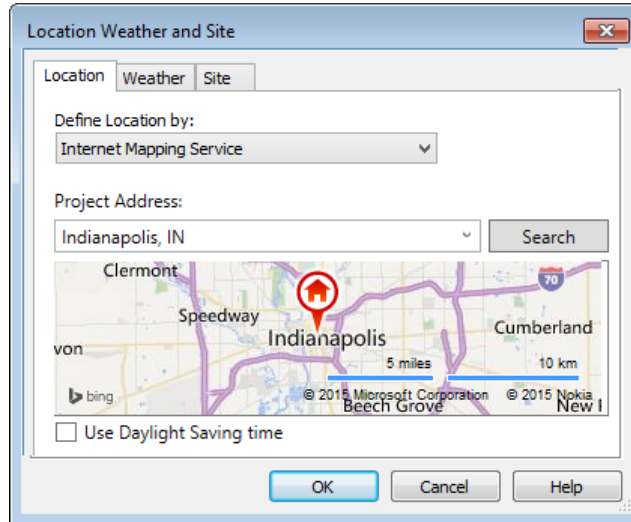 Location Weather and Site
Location Weather Site
Define Location by:
Internet Mapping Service
Project Address:
Indianapolis, IN
Search
Clermont
70
Speedway
Cumberland
Indianapolis
von
5 miles 10 km
bing
© 2015 Microsoft Corporation © 2015 Nokia
Beech Grove New
Use Daylight Saving time
OK Cancel Help